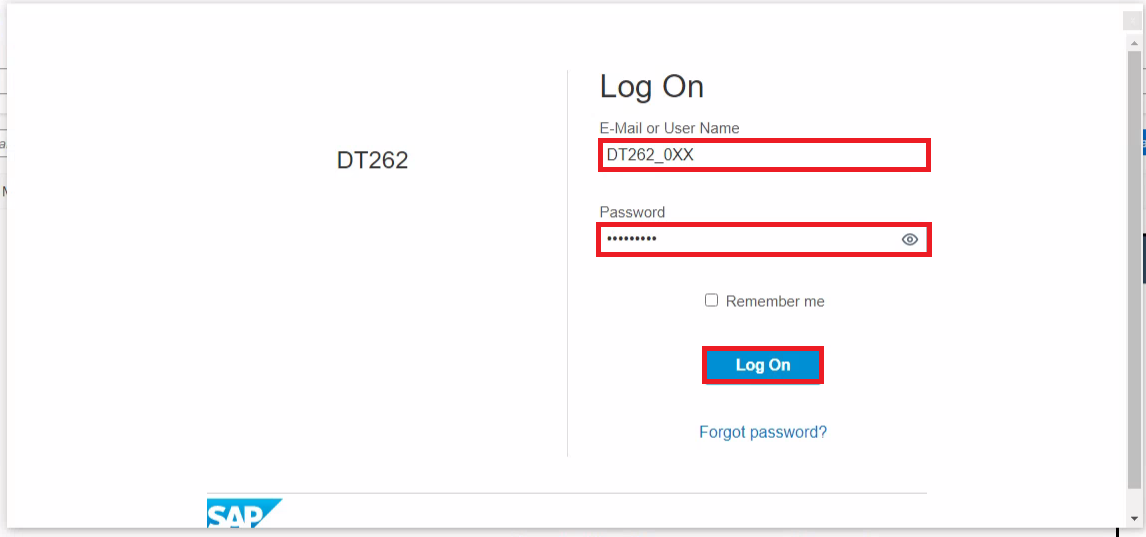 Log On
E-Mail or User Name
DT262_0XX
DT262
Password
•••••••••
Remember me
Log On
Forgot password?
SAP